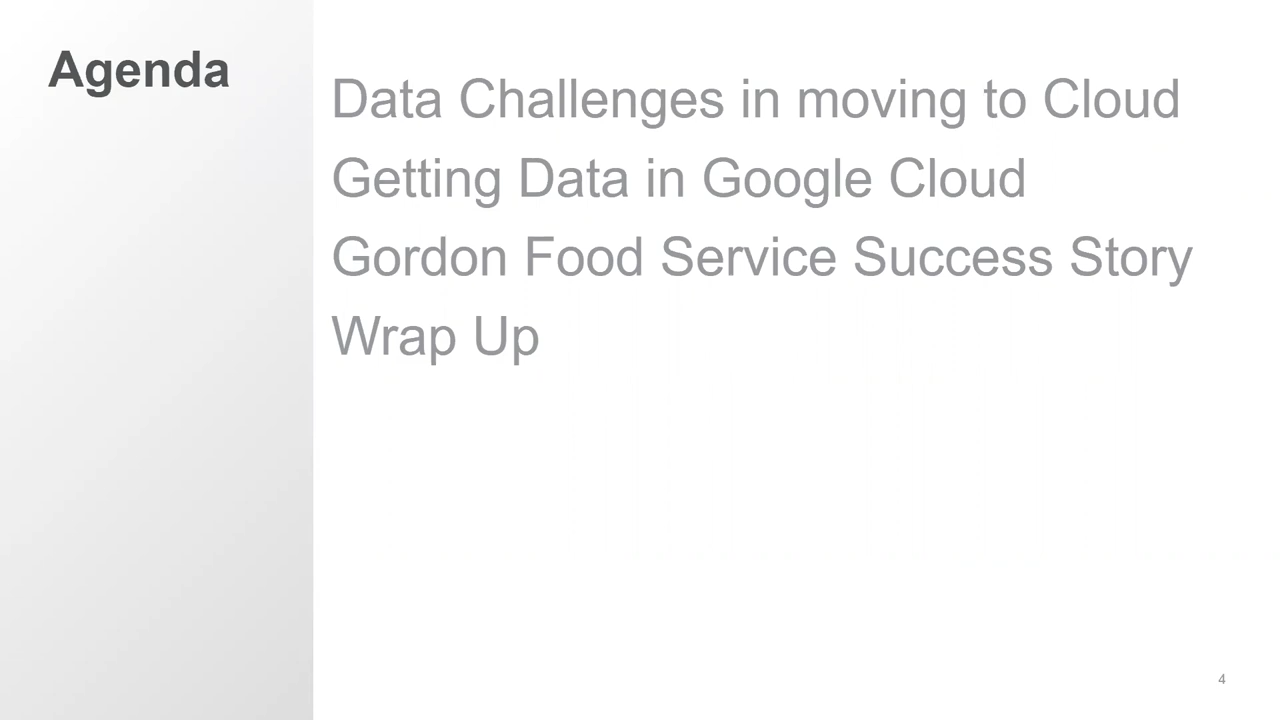 Agenda
Data Challenges in moving to Cloud
Getting Data in Google Cloud
Gordon Food Service Success Story
Wrap Up
4